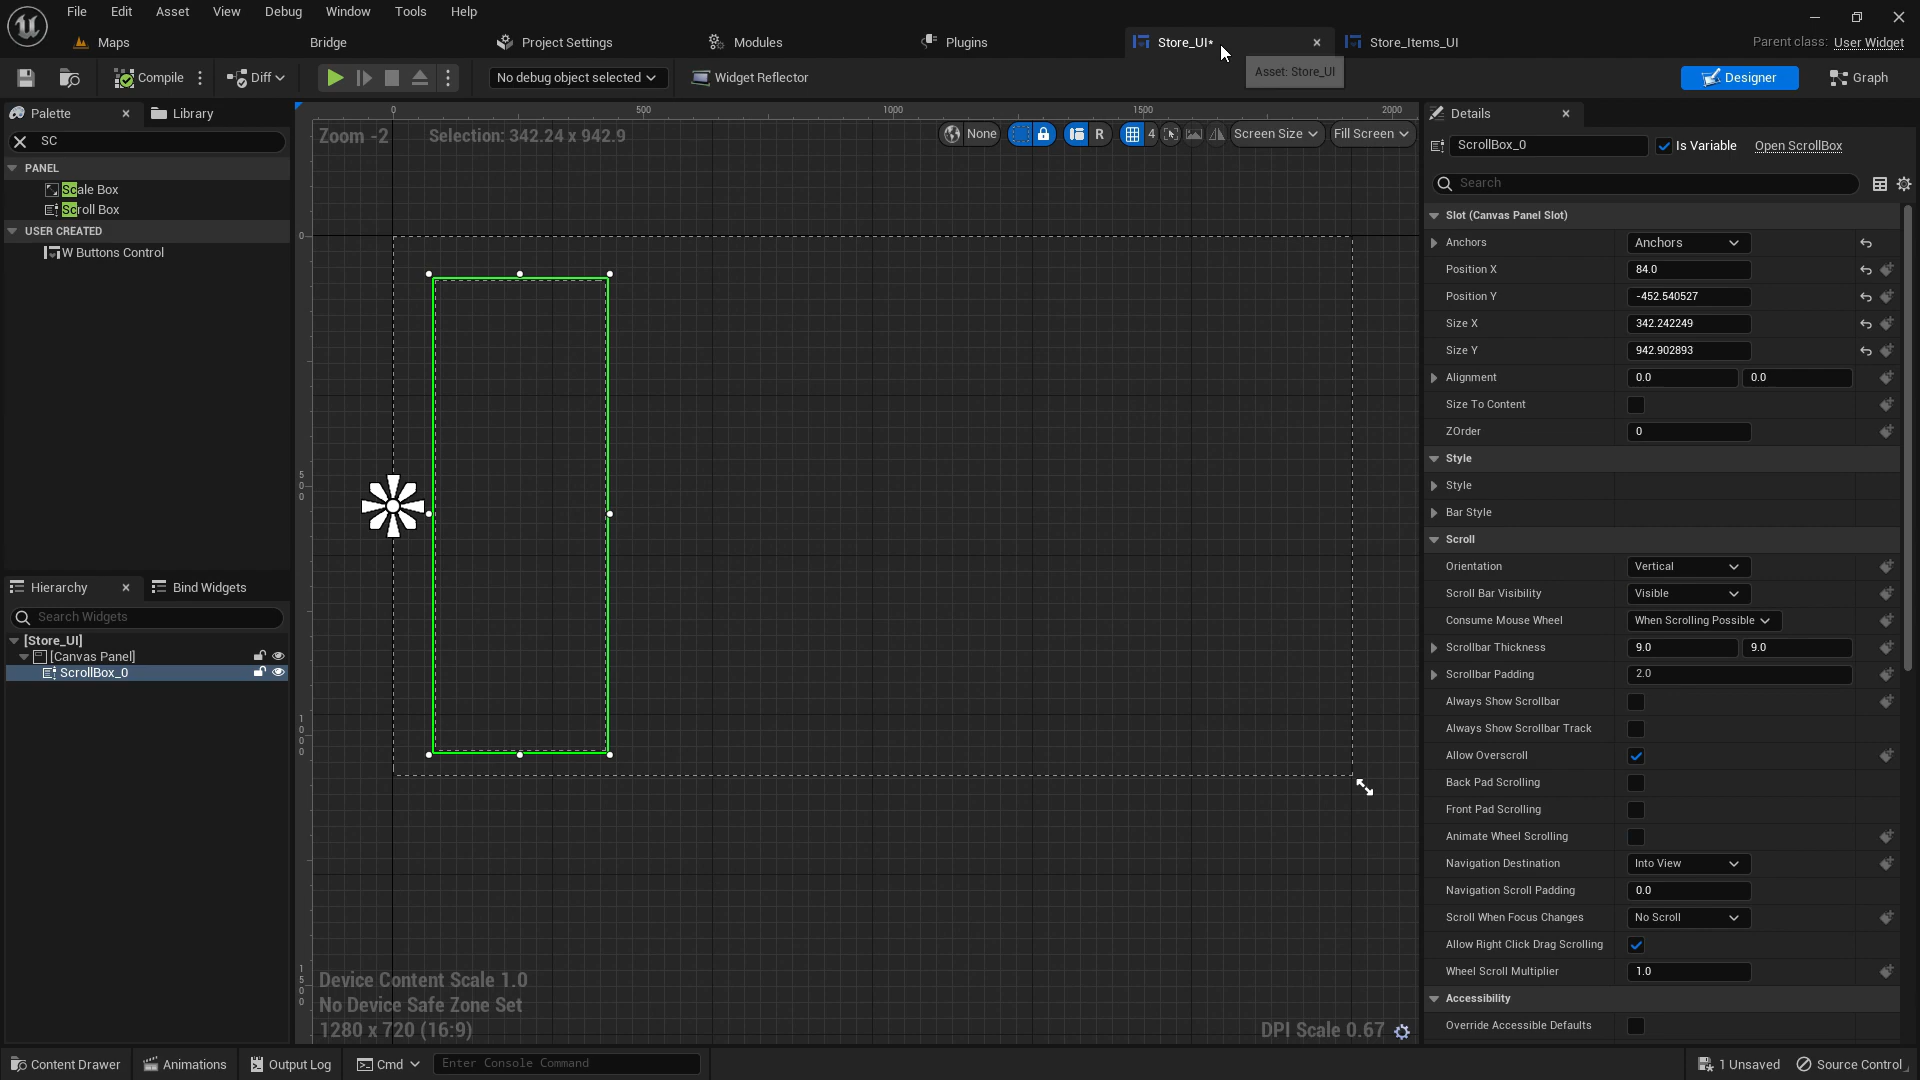 File Edit Asset View Debug Window Tools Help
Maps Bridge Project Settings Modules Plugins Store_UI* Store_Items_UI Parent class: User Widget
Compile Diff No debug object selected Widget Reflector Asset: Store_UI Designer Graph
Palette Library
SC
PANEL
Scale Box
Scroll Box
USER CREATED
W Buttons Control
Hierarchy Bind Widgets
Search Widgets
[Store_UI]
[Canvas Panel]
ScrollBox_0
0 500 1000 1500 2000
Zoom -2 Selection: 342.24 x 942.9 None R 4 Screen Size Fill Screen
0
500
1000
1500
Device Content Scale 1.0
No Device Safe Zone Set
1280 x 720 (16:9) DPI Scale 0.67
Details
ScrollBox_0 Is Variable Open ScrollBox
Search
Slot (Canvas Panel Slot)
Anchors Anchors
Position X 84.0
Position Y -452.540527
Size X 342.242249
Size Y 942.902893
Alignment 0.0 0.0
Size To Content
ZOrder 0
Style
Style
Bar Style
Scroll
Orientation Vertical
Scroll Bar Visibility Visible
Consume Mouse Wheel When Scrolling Possible
Scrollbar Thickness 9.0 9.0
Scrollbar Padding 2.0
Always Show Scrollbar
Always Show Scrollbar Track
Allow Overscroll
Back Pad Scrolling
Front Pad Scrolling
Animate Wheel Scrolling
Navigation Destination Into View
Navigation Scroll Padding 0.0
Scroll When Focus Changes No Scroll
Allow Right Click Drag Scrolling
Wheel Scroll Multiplier 1.0
Accessibility
Override Accessible Defaults
Content Drawer Animations Output Log Cmd Enter Console Command 1 Unsaved Source Control